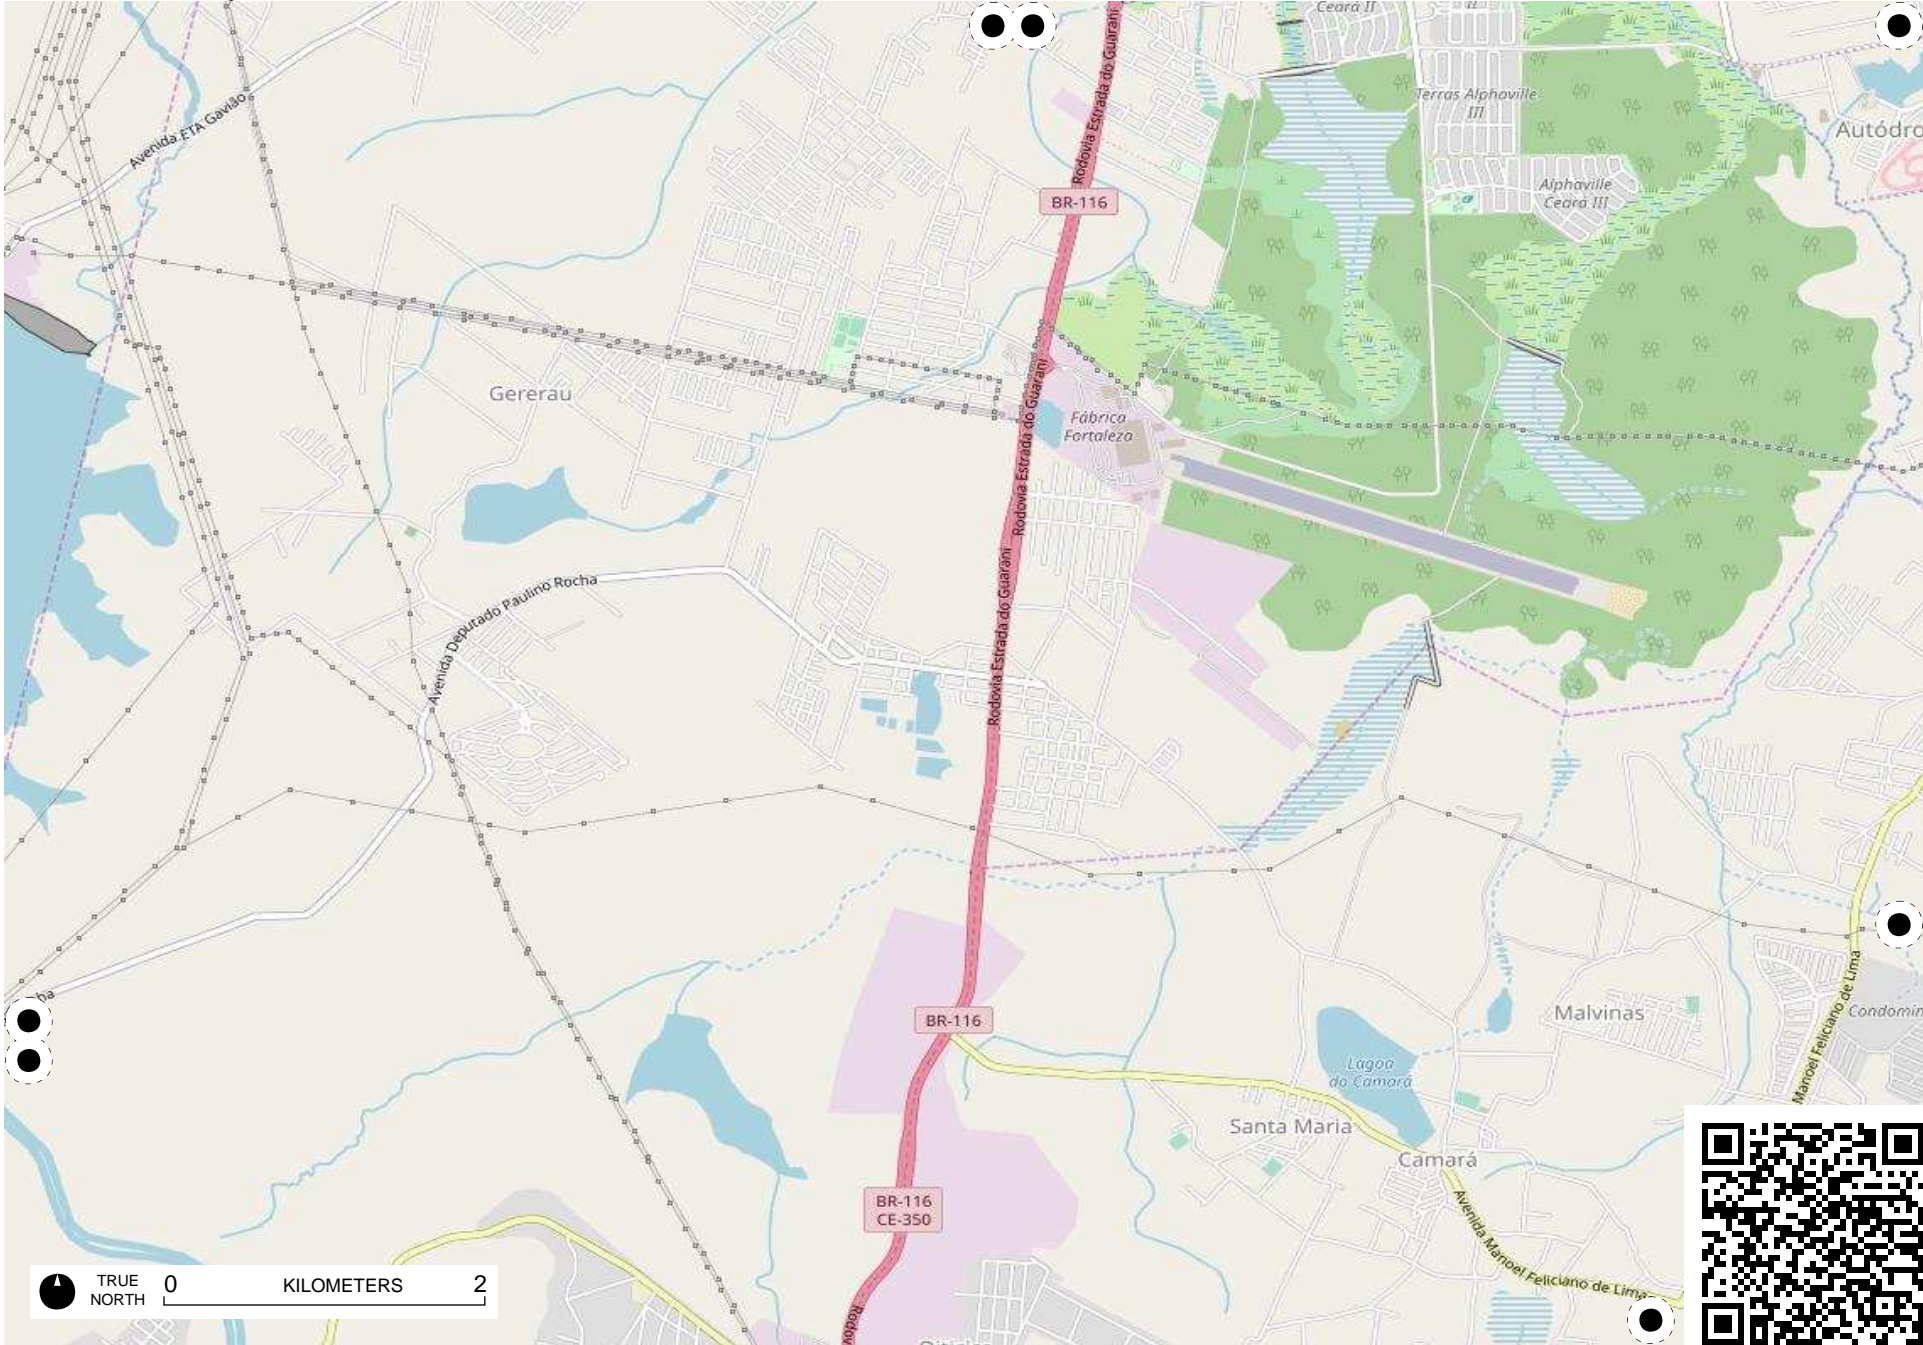 Ceará II
II
Rodovia Estrada do Guarani
Avenida ETA Gavião
Terras Alphaville
III
Autódro
Alphaville
Ceará III
BR-116
Gererau
Fábrica
Fortaleza
Rodovia Estrada do Guarani
Avenida Deputado Paulino Rocha
Rodovia Estrada do Guarani
Manoel Feliciano de Lima
BR-116
Malvinas
Condomin
Lagoa
do Camará
Santa Maria
Camará
BR-116
CE-350
Avenida Manoel Feliciano de Lima
Rodov
TRUE
NORTH
0 KILOMETERS 2